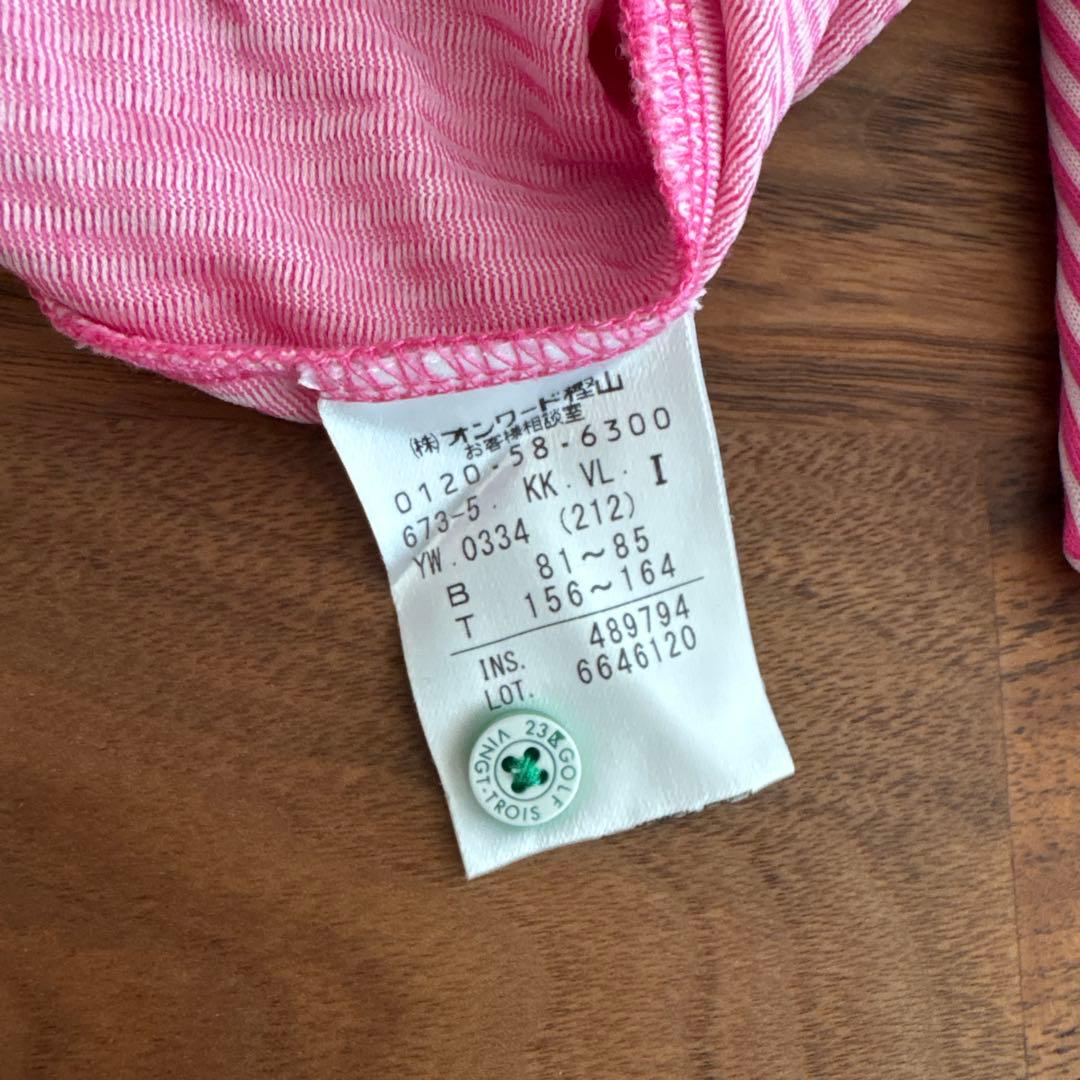 (株)オンワード樫山
お客様相談室
0120-58-6300
673-5. KK.VL. I
YW.0334 (212)
B 81~85
T 156~164
INS. 489794
LOT. 6646120
VINGT-TROIS 23区 GOLF